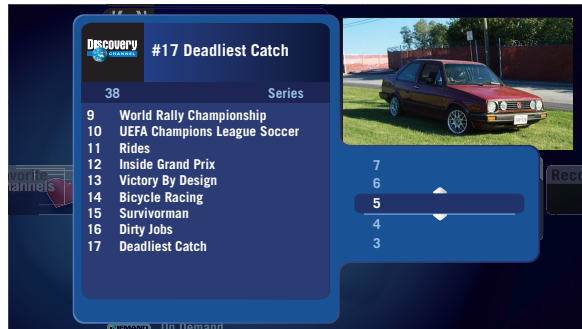 Discovery
CHANNEL
#17 Deadliest Catch
38 Series
9 World Rally Championship
10 UEFA Champions League Soccer
11 Rides
12 Inside Grand Prix
13 Victory By Design
14 Bicycle Racing
15 Survivorman
16 Dirty Jobs
17 Deadliest Catch
7
6
5
4
3
On Demand